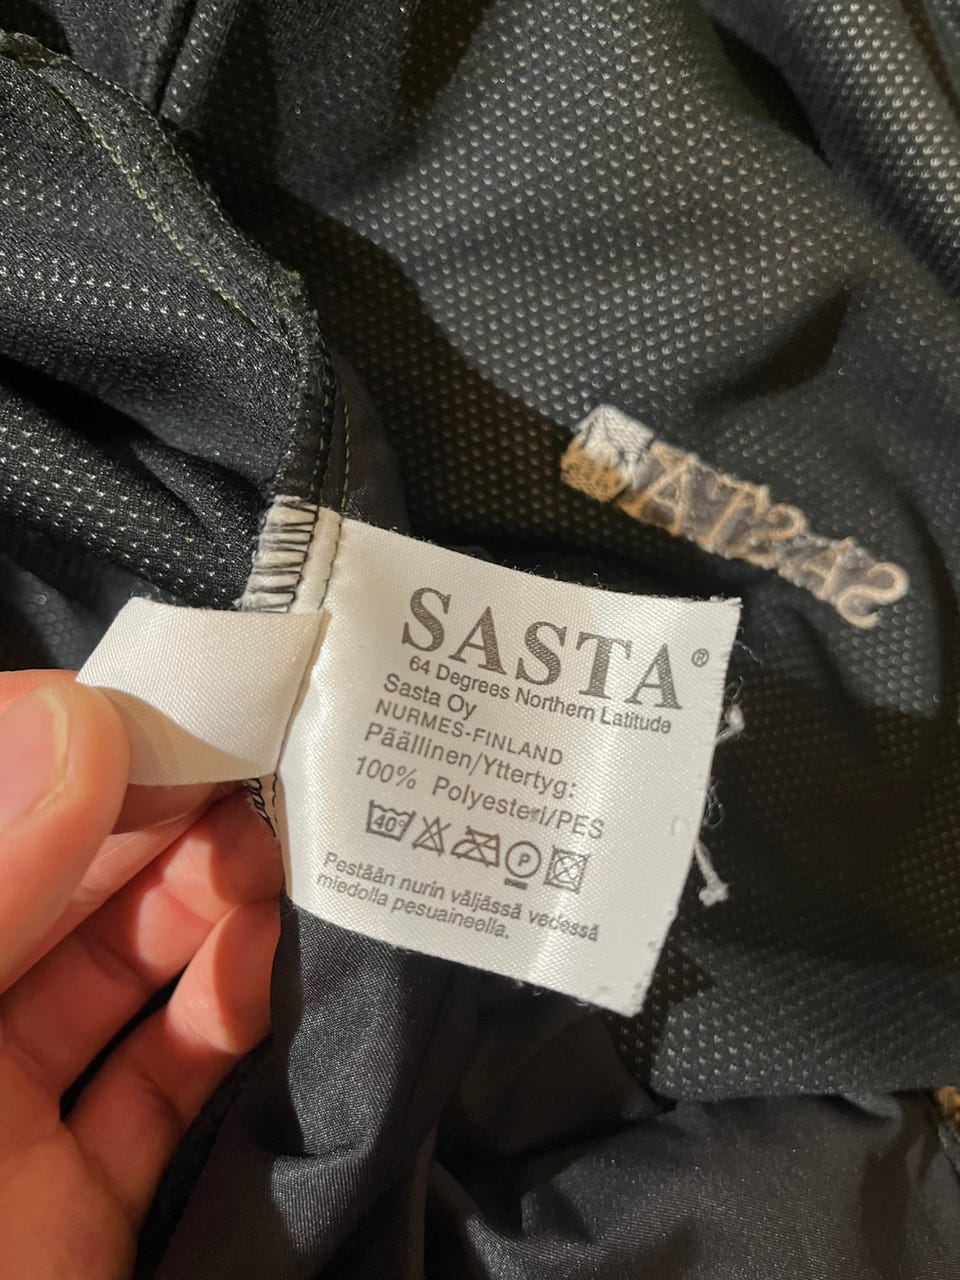 SASTA®
64 Degrees Northern Latitude
Sasta Oy
NURMES-FINLAND
Päällinen/Yttertyg:
100% Polyesteri/PES
40° P
Pestään nurin väljässä vedessä
miedolla pesuaineella.
SASTA